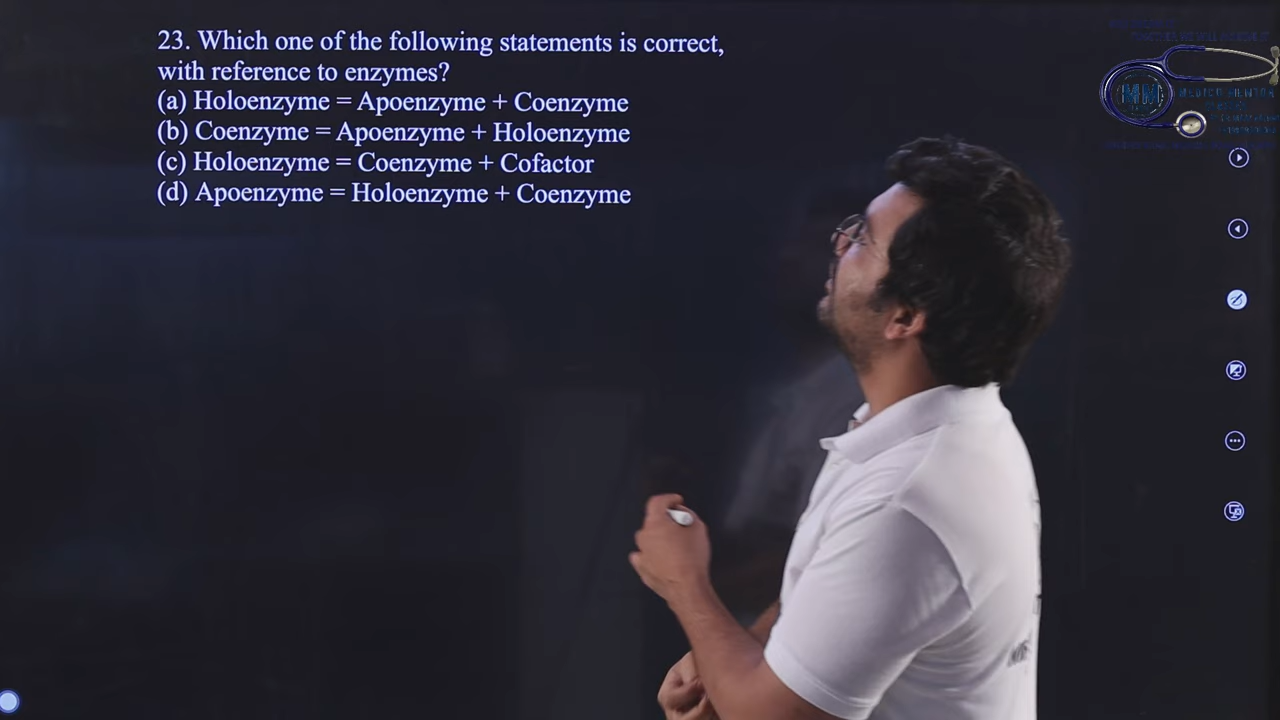 23. Which one of the following statements is correct,
with reference to enzymes?
(a) Holoenzyme = Apoenzyme + Coenzyme
(b) Coenzyme = Apoenzyme + Holoenzyme
(c) Holoenzyme = Coenzyme + Cofactor
(d) Apoenzyme = Holoenzyme + Coenzyme
MM